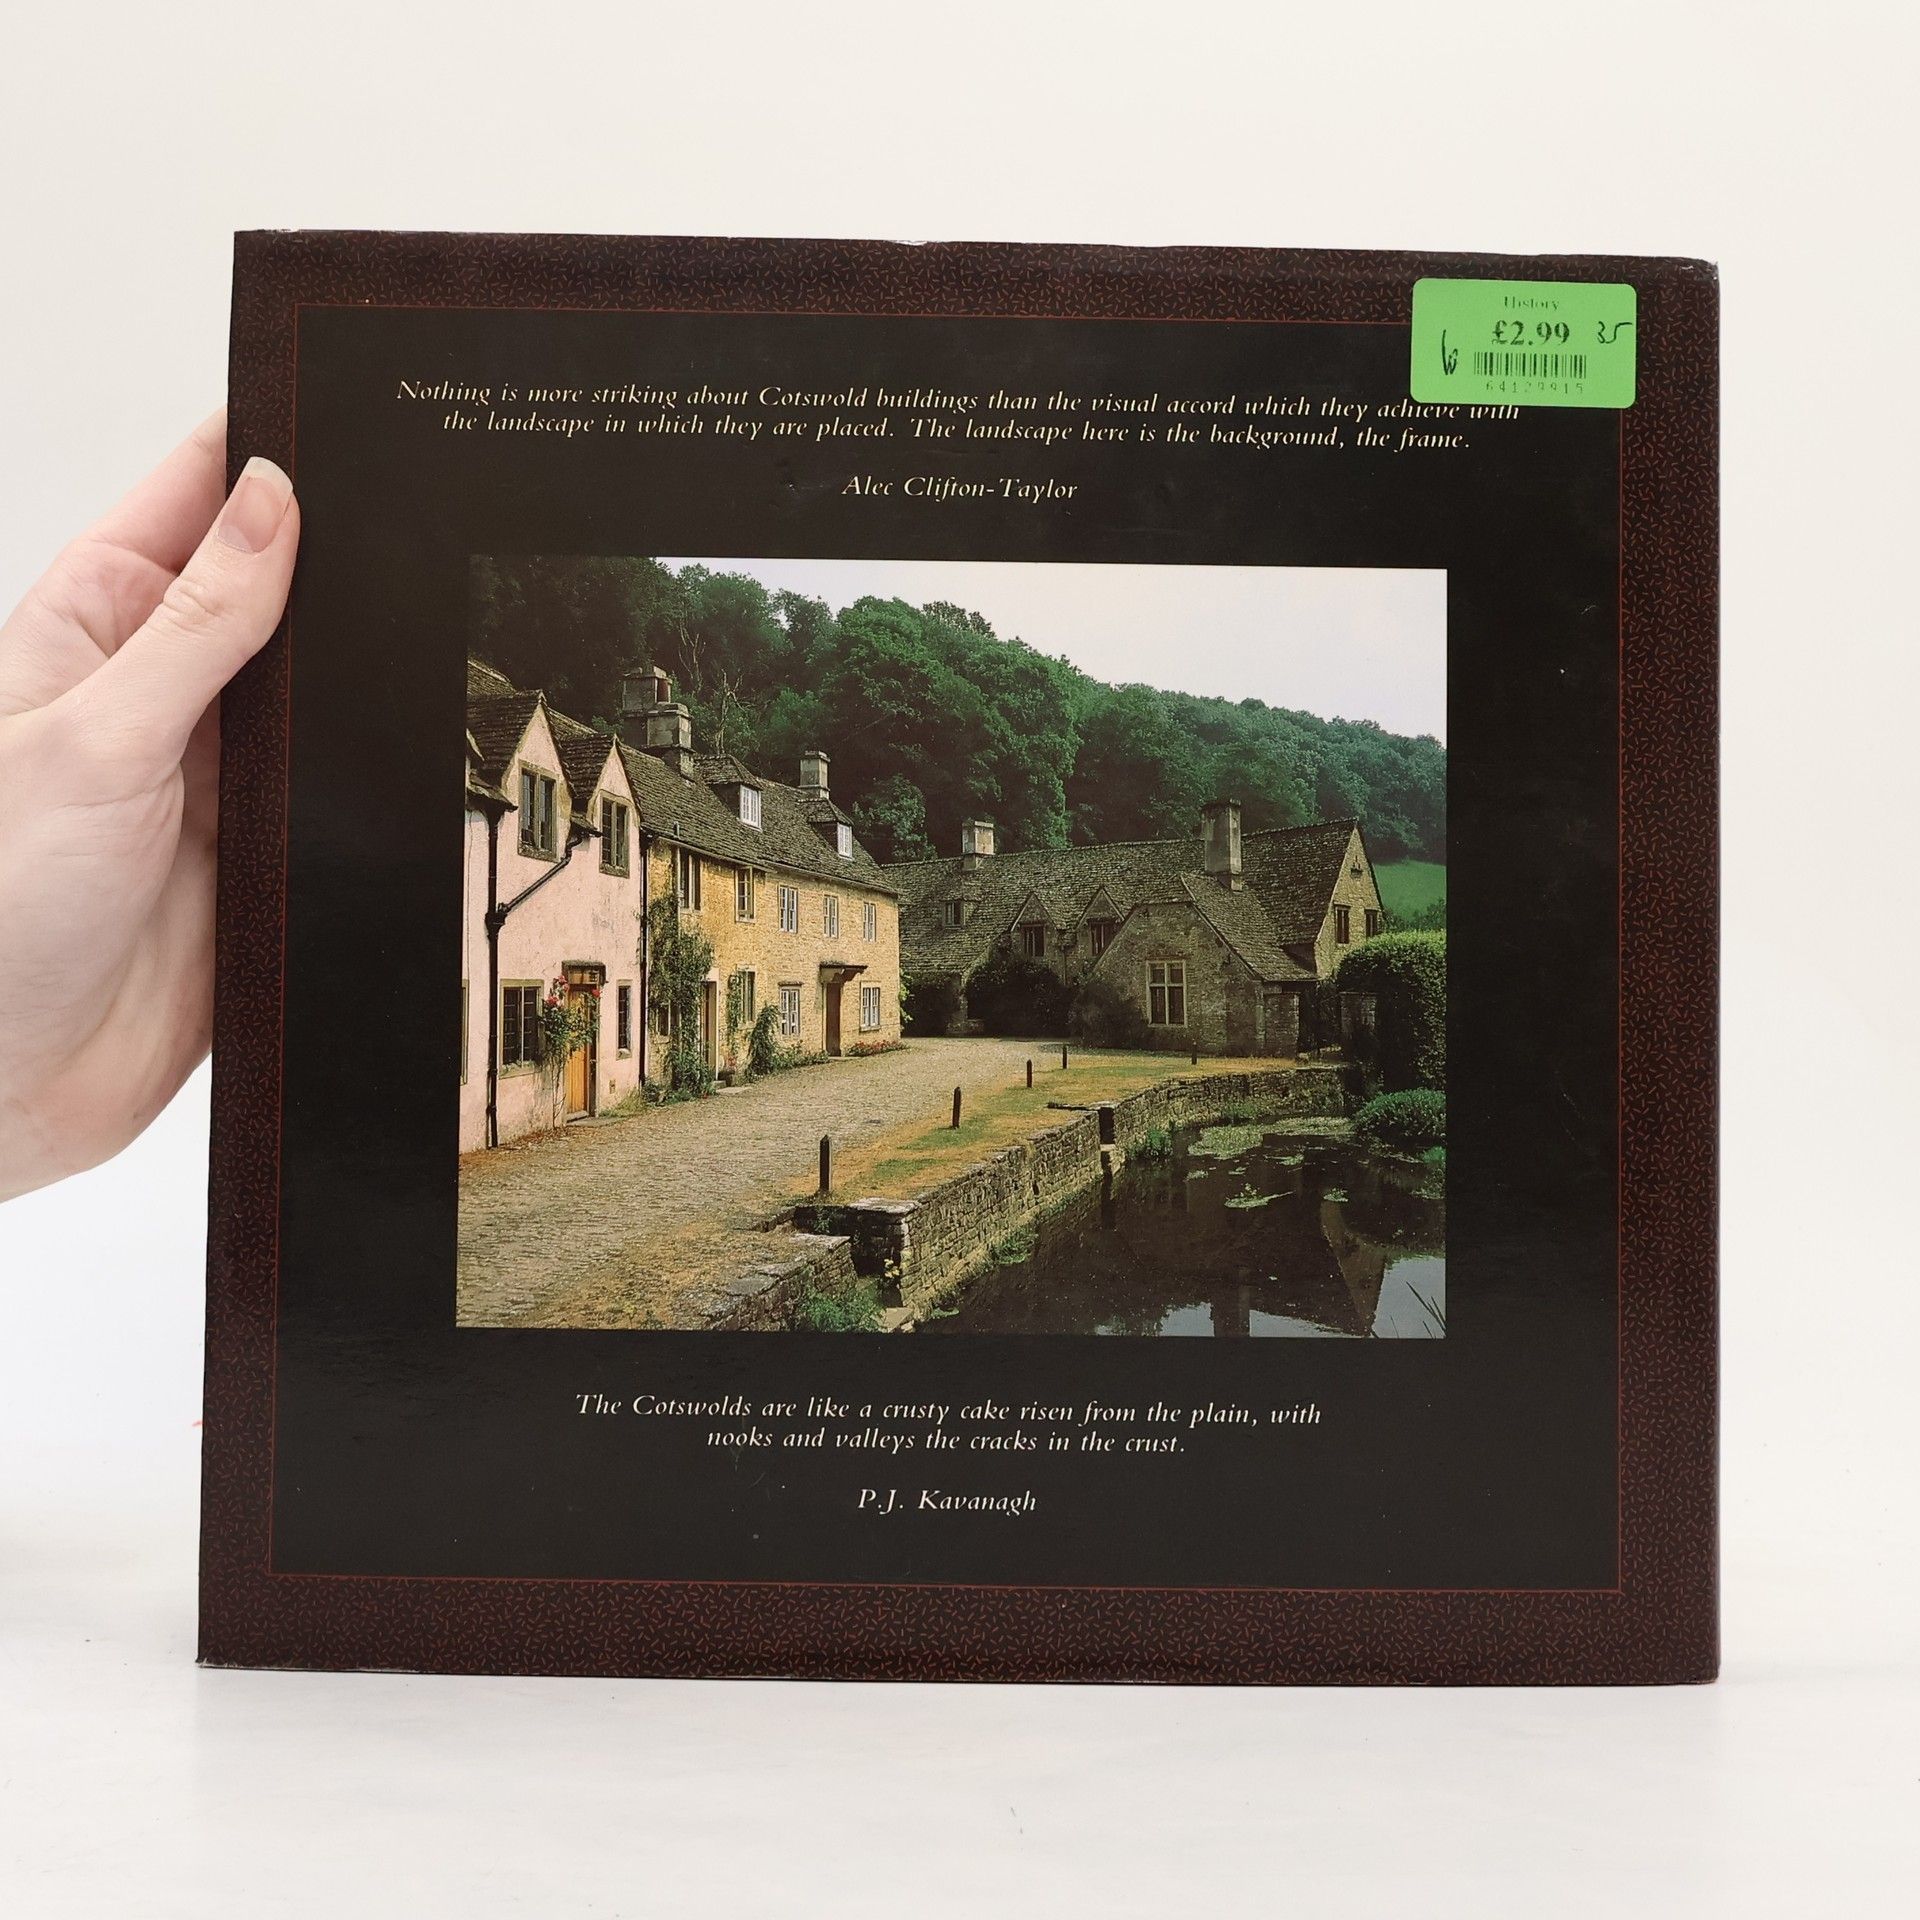 History
£2.99 35
64129915
Nothing is more striking about Cotswold buildings than the visual accord which they achieve with
the landscape in which they are placed. The landscape here is the background, the frame.
Alec Clifton-Taylor
The Cotswolds are like a crusty cake risen from the plain, with
nooks and valleys the cracks in the crust.
P.J. Kavanagh